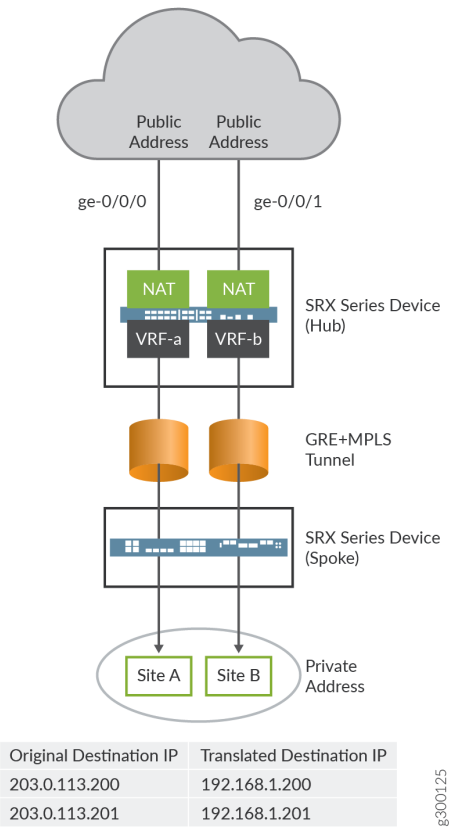 Public Address
Public Address
ge-0/0/0
ge-0/0/1
NAT
NAT
SRX Series Device
(Hub)
VRF-a
VRF-b
GRE+MPLS
Tunnel
SRX Series Device
(Spoke)
Site A
Site B
Private
Address
Original Destination IP
Translated Destination IP
203.0.113.200
192.168.1.200
203.0.113.201
192.168.1.201
g300125